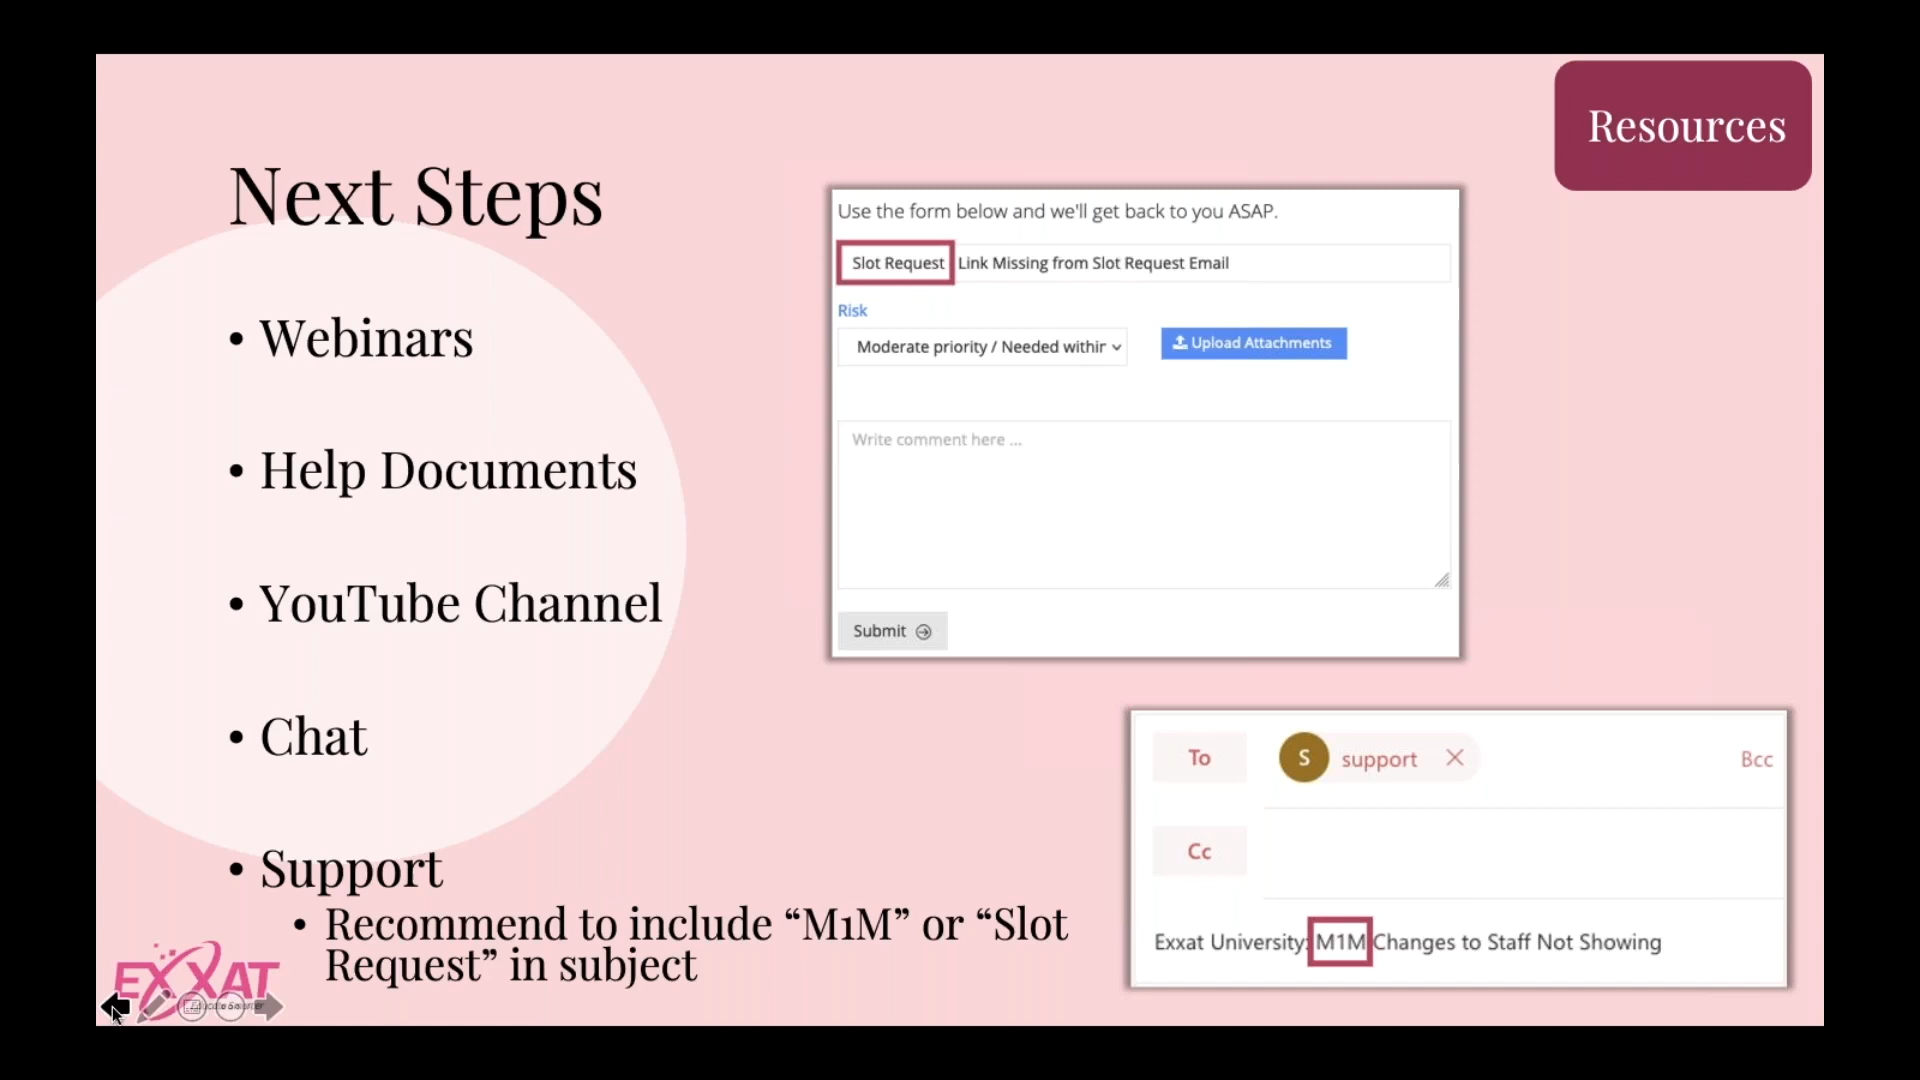 Resources
Next Steps
• Webinars
• Help Documents
• YouTube Channel
• Chat
• Support
• Recommend to include “M1M” or “Slot
Request” in subject
Use the form below and we'll get back to you ASAP.
Slot Request Link Missing from Slot Request Email
Risk
Moderate priority / Needed withir
Upload Attachments
Write comment here ...
Submit
To
S support
Bcc
Cc
Exxat University: M1M Changes to Staff Not Showing
EXXAT
Educate Smarter